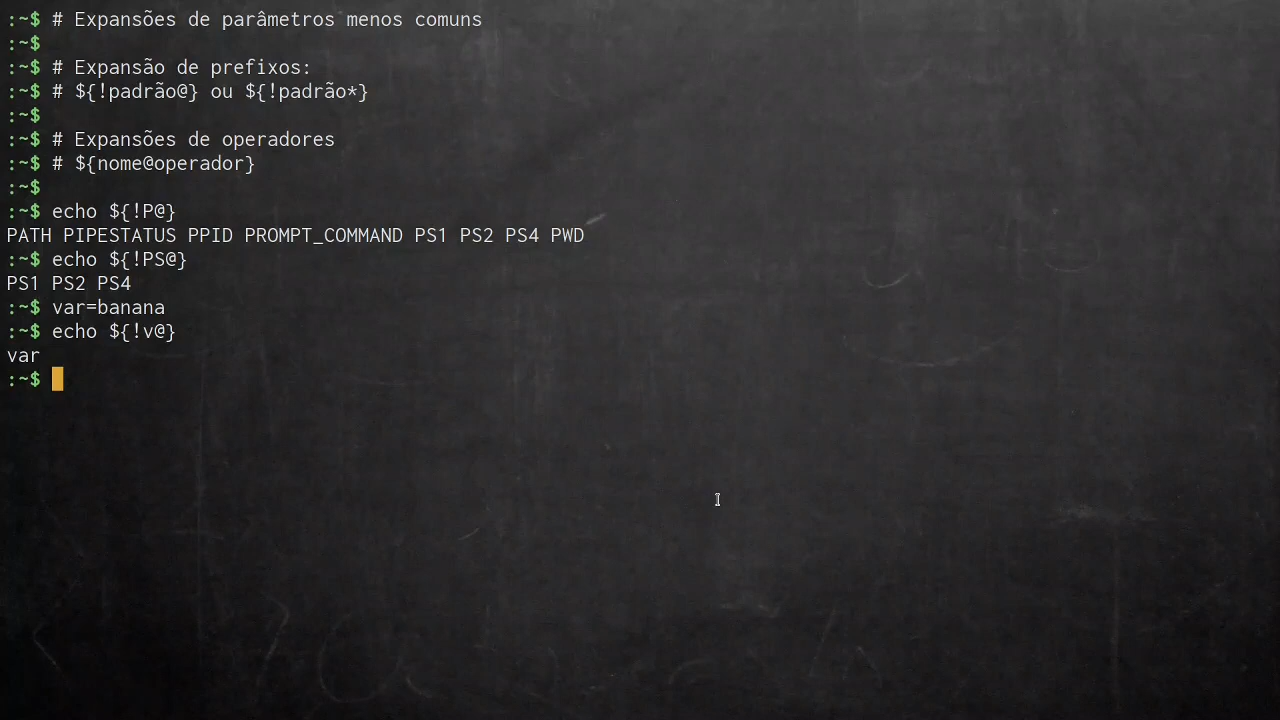 :~$ # Expansões de parâmetros menos comuns
:~$
:~$ # Expansão de prefixos:
:~$ # ${!padrão@} ou ${!padrão*}
:~$
:~$ # Expansões de operadores
:~$ # ${nome@operador}
:~$
:~$ echo ${!P@}
PATH PIPESTATUS PPID PROMPT_COMMAND PS1 PS2 PS4 PWD
:~$ echo ${!PS@}
PS1 PS2 PS4
:~$ var=banana
:~$ echo ${!v@}
var
:~$